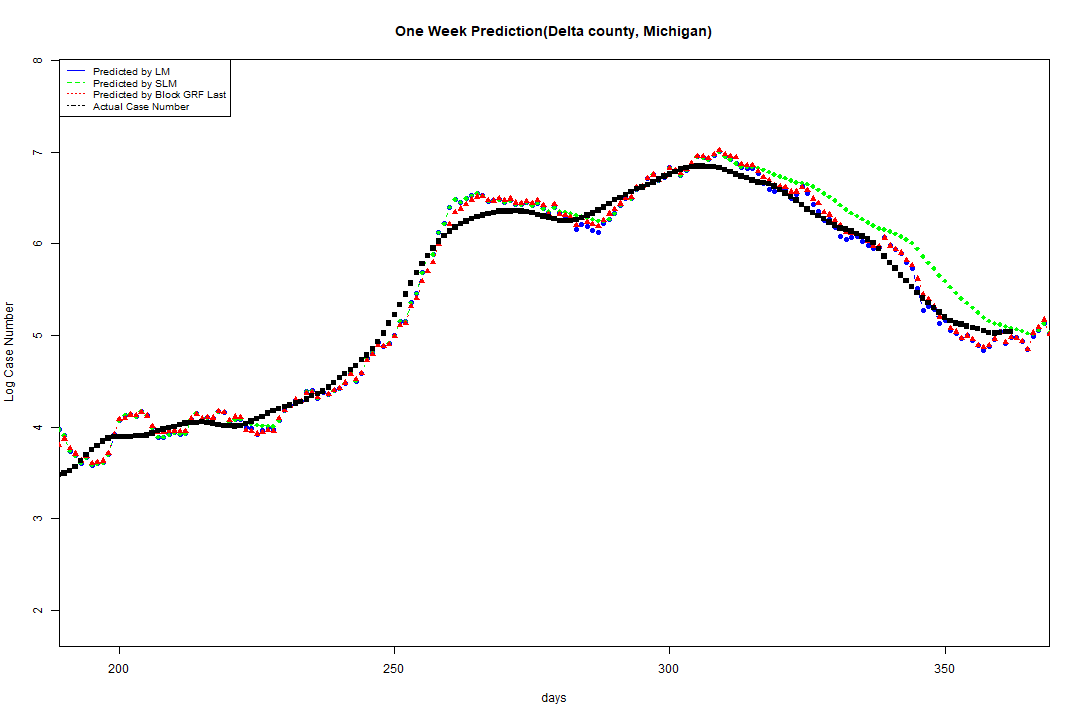 One Week Prediction(Delta county, Michigan)
Predicted by LM
Predicted by SLM
Predicted by Block GRF Last
Actual Case Number
8
7
6
5
4
3
2
Log Case Number
200 250 300 350
days